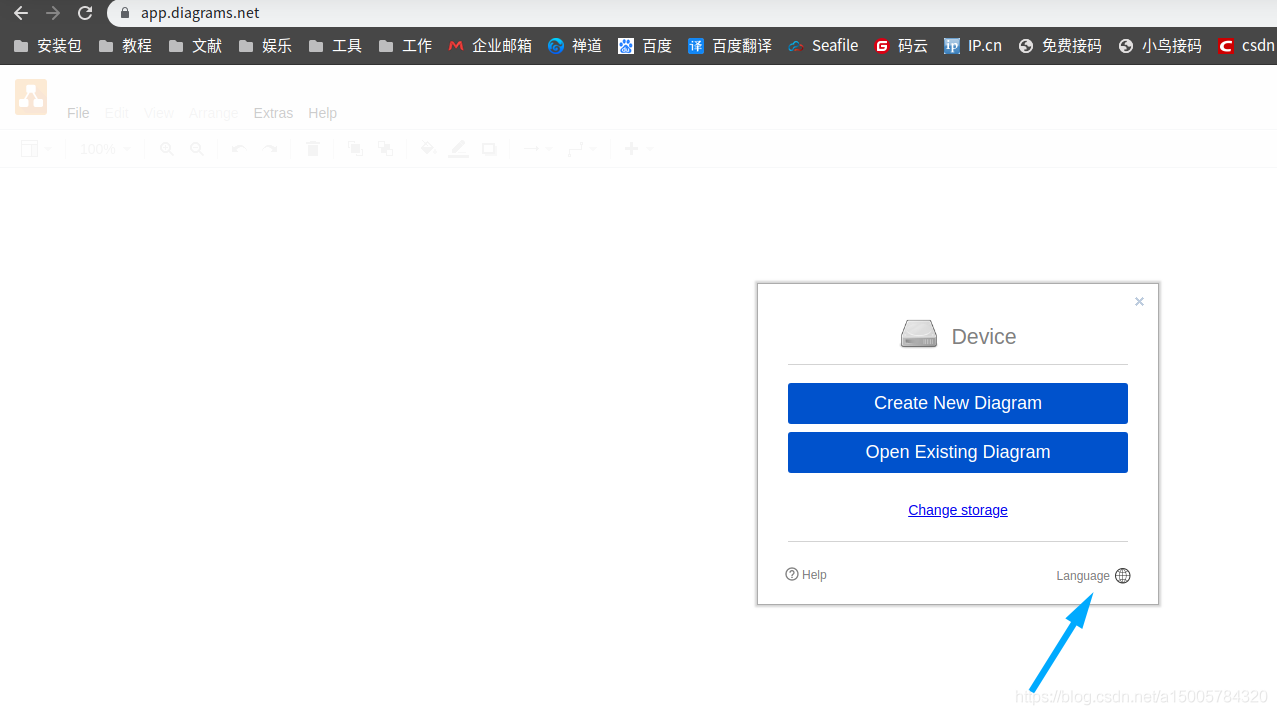 app.diagrams.net
安装包 教程 文献 娱乐 工具 工作 企业邮箱 禅道 百度 译 百度翻译 Seafile G 码云 IP IP.cn 免费接码 小鸟接码 C csdn
File Edit View Arrange Extras Help
100%
Device
Create New Diagram
Open Existing Diagram
Change storage
Help Language
https://blog.csdn.net/a15005784320